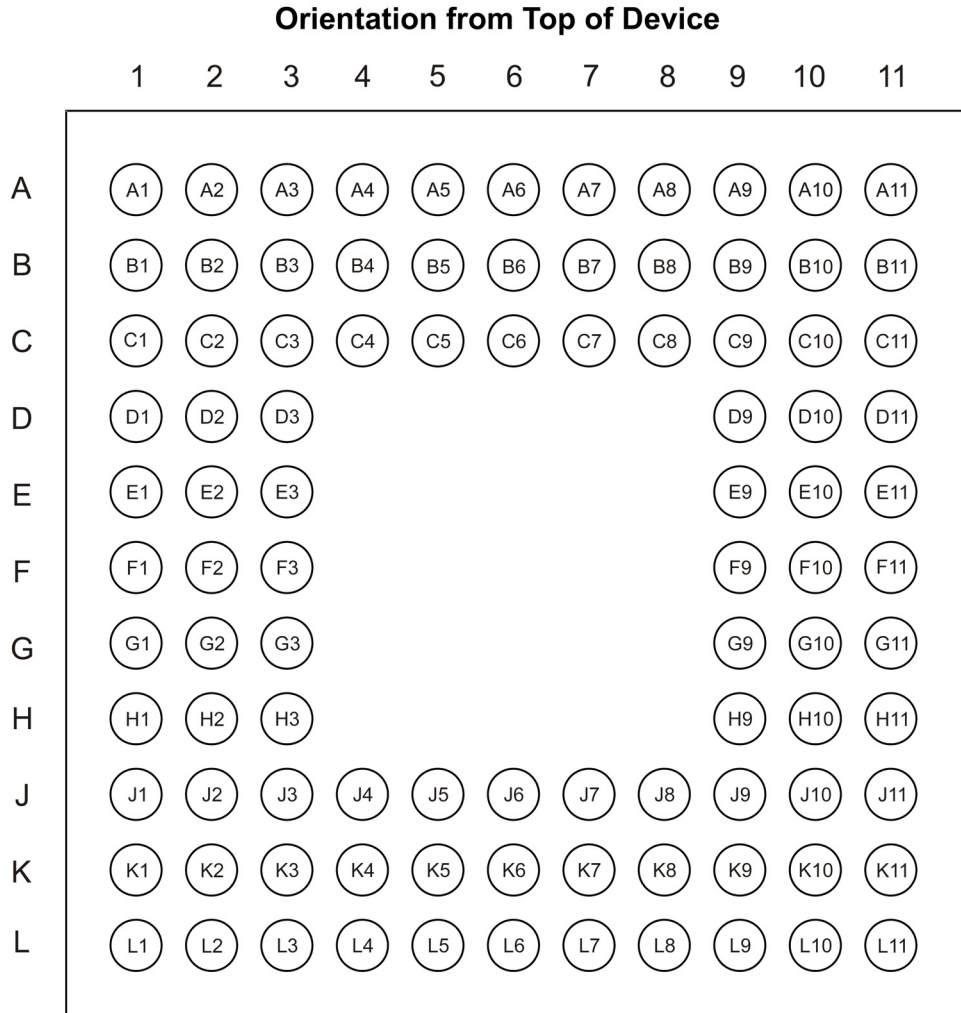 Orientation from Top of Device
1 2 3 4 5 6 7 8 9 10 11
A A1 A2 A3 A4 A5 A6 A7 A8 A9 A10 A11
B B1 B2 B3 B4 B5 B6 B7 B8 B9 B10 B11
C C1 C2 C3 C4 C5 C6 C7 C8 C9 C10 C11
D D1 D2 D3 D9 D10 D11
E E1 E2 E3 E9 E10 E11
F F1 F2 F3 F9 F10 F11
G G1 G2 G3 G9 G10 G11
H H1 H2 H3 H9 H10 H11
J J1 J2 J3 J4 J5 J6 J7 J8 J9 J10 J11
K K1 K2 K3 K4 K5 K6 K7 K8 K9 K10 K11
L L1 L2 L3 L4 L5 L6 L7 L8 L9 L10 L11